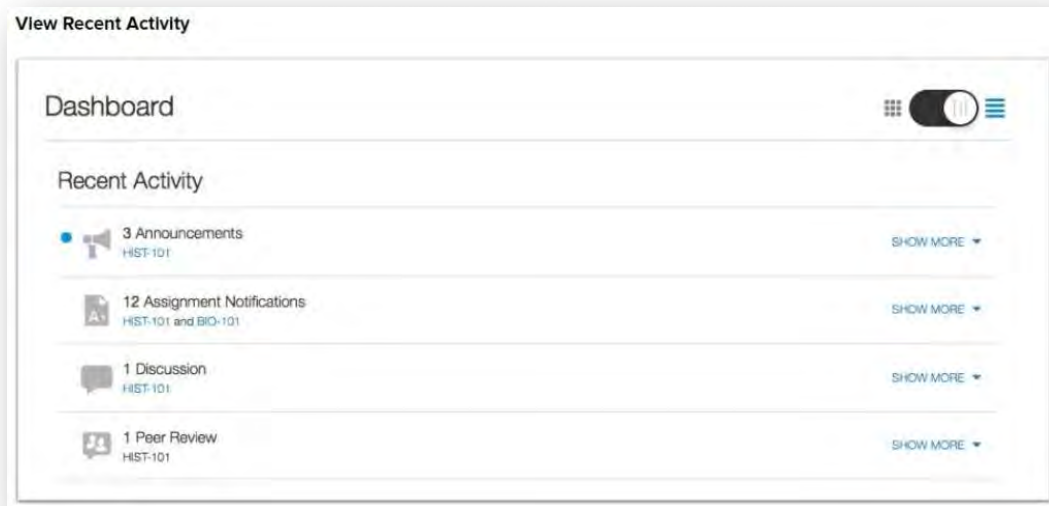 View Recent Activity
Dashboard
Recent Activity
3 Announcements
HIST-101
SHOW MORE
12 Assignment Notifications
HIST-101 and BIO-101
SHOW MORE
1 Discussion
HIST-101
SHOW MORE
1 Peer Review
HIST-101
SHOW MORE